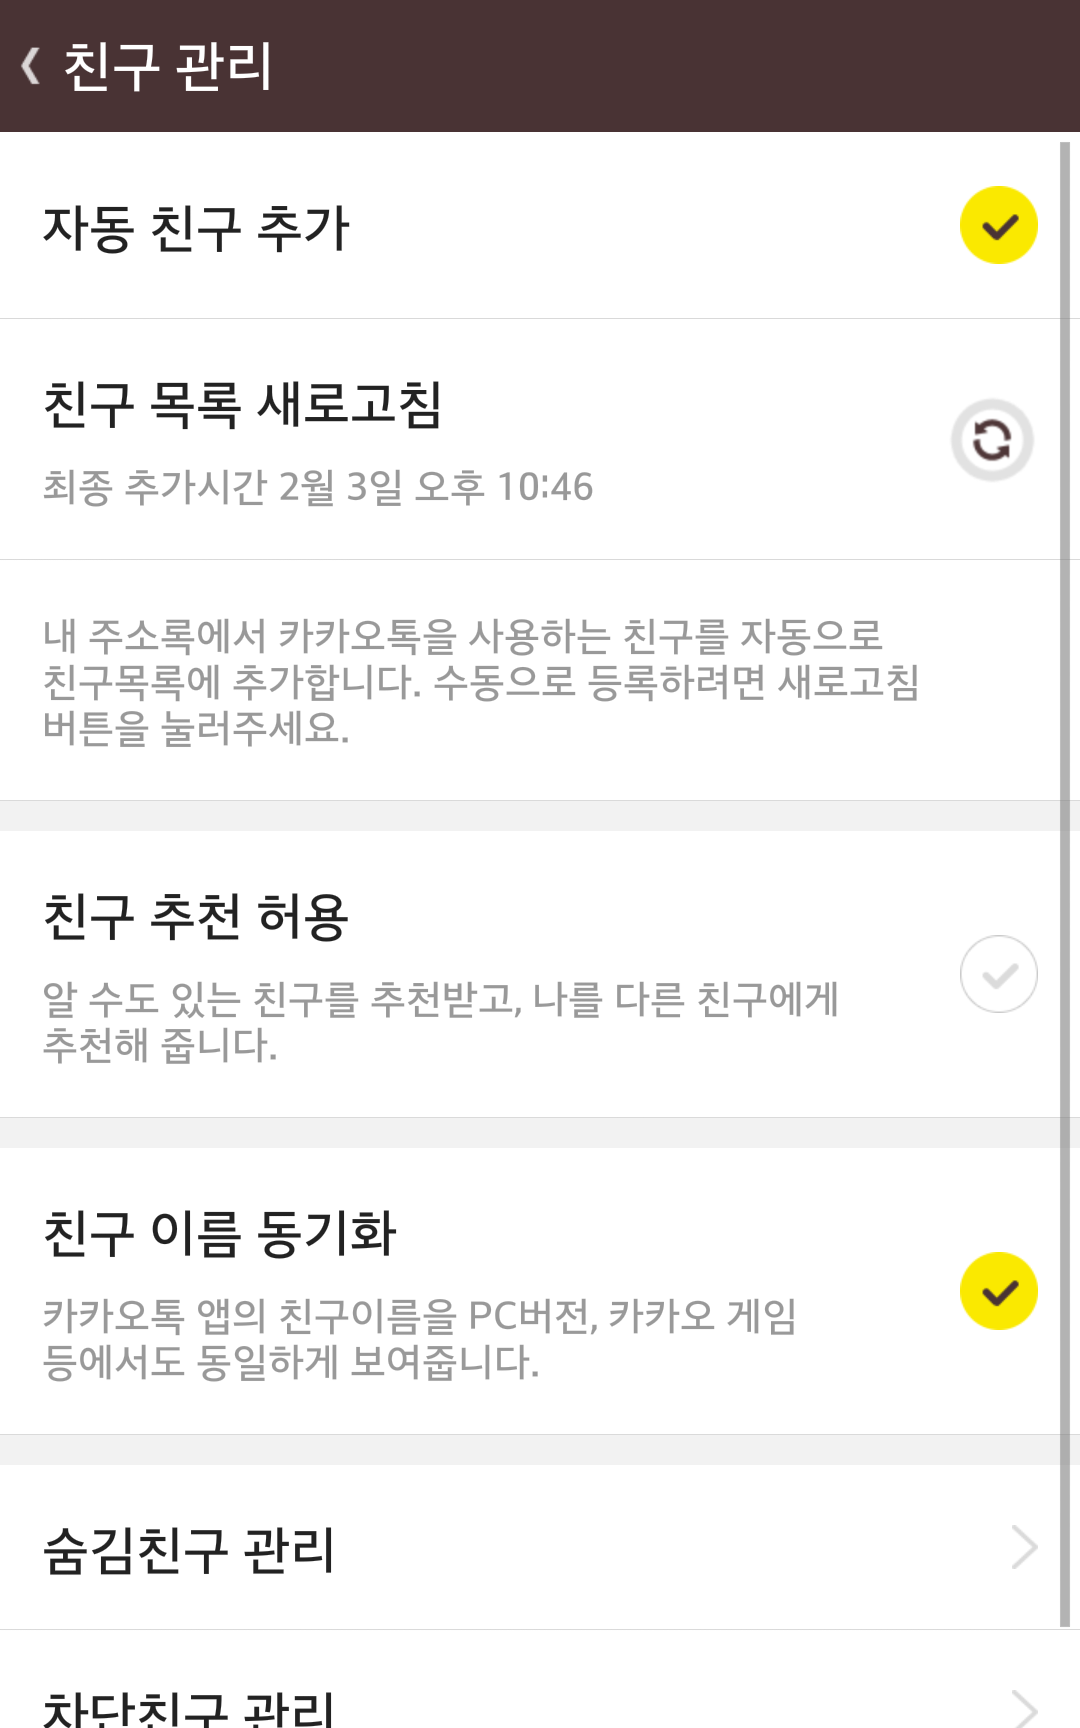 친구 관리
자동 친구 추가
친구 목록 새로고침
최종 추가시간 2월 3일 오후 10:46
내 주소록에서 카카오톡을 사용하는 친구를 자동으로
친구목록에 추가합니다. 수동으로 등록하려면 새로고침
버튼을 눌러주세요.
친구 추천 허용
알 수도 있는 친구를 추천받고, 나를 다른 친구에게
추천해 줍니다.
친구 이름 동기화
카카오톡 앱의 친구이름을 PC버전, 카카오 게임
등에서도 동일하게 보여줍니다.
숨김친구 관리
차단친구 관리